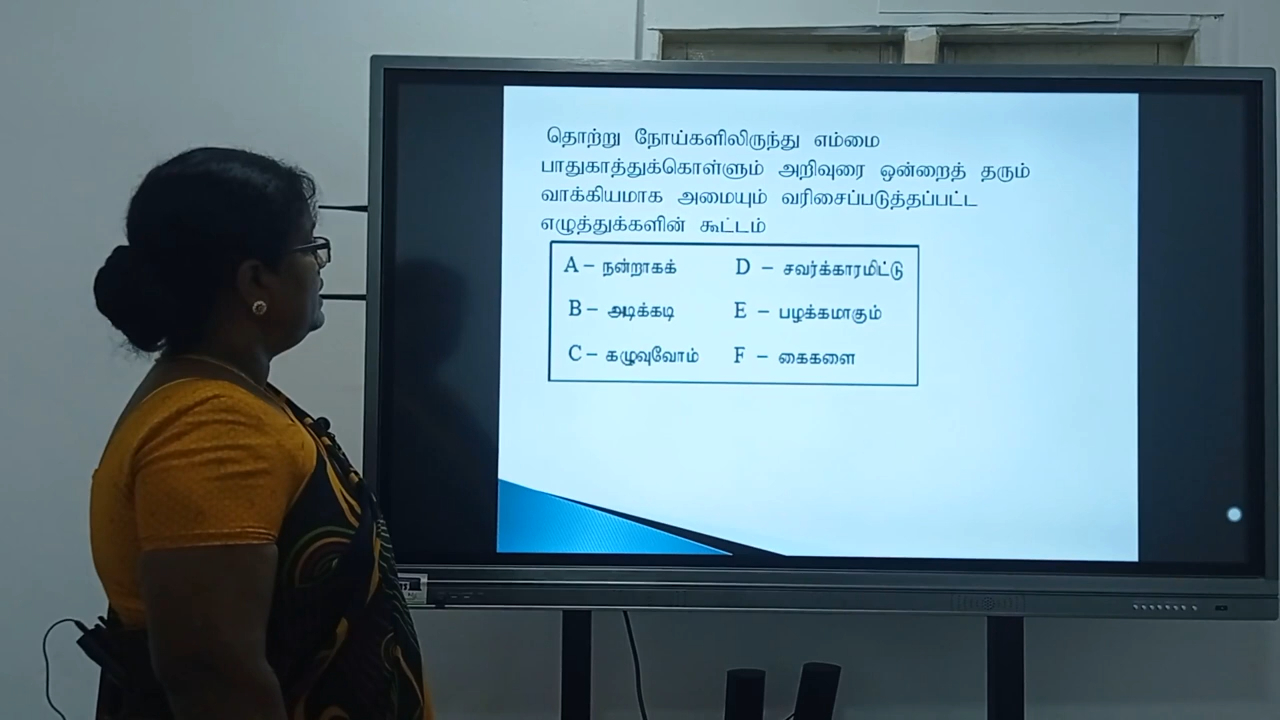 தொற்று நோய்களிலிருந்து எம்மை
பாதுகாத்துக்கொள்ளும் அறிவுரை ஒன்றைத் தரும்
வாக்கியமாக அமையும் வரிசைப்படுத்தப்பட்ட
எழுத்துக்களின் கூட்டம்
A – நன்றாகக் D – சவர்க்காரமிட்டு
B – அடிக்கடி E – பழக்கமாகும்
C – கழுவுவோம் F – கைகளை